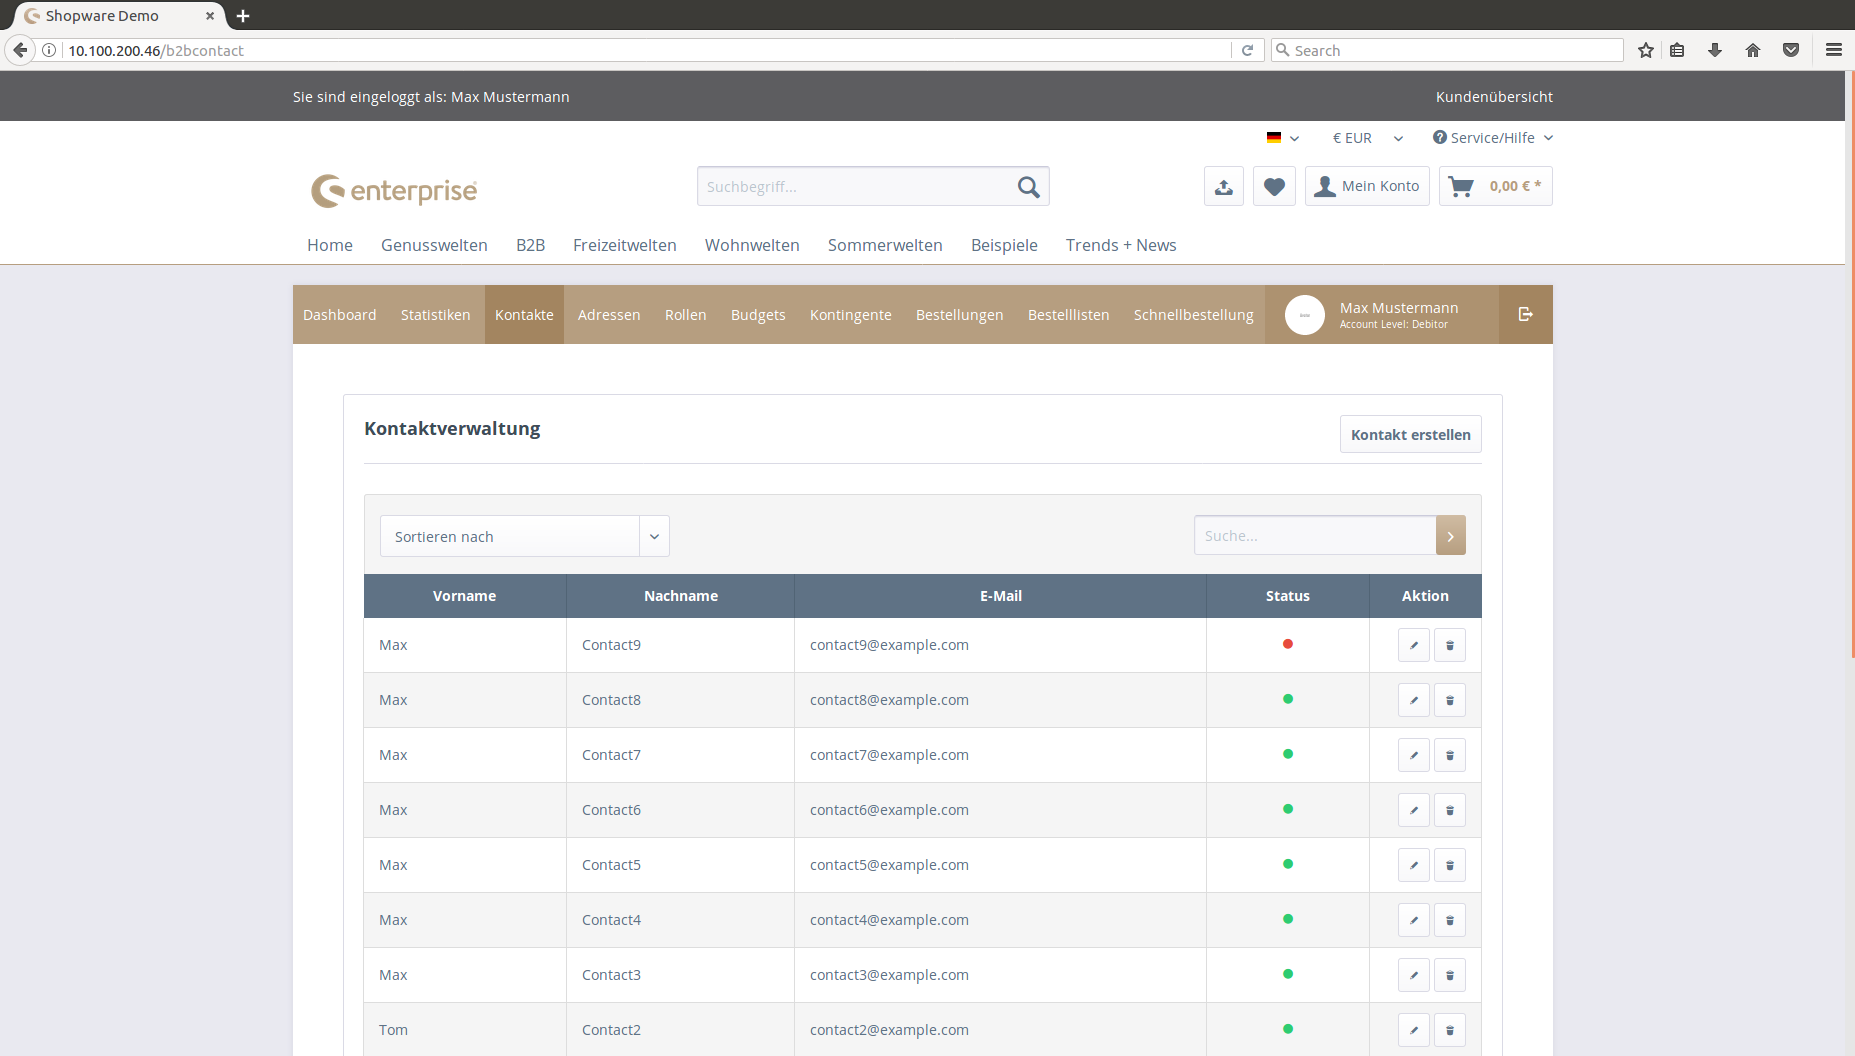 Shopware Demo
10.100.200.46/b2bcontact
Search
Sie sind eingeloggt als: Max Mustermann
Kundenübersicht
€ EUR
Service/Hilfe
enterprise
Suchbegriff...
Mein Konto
0,00 € *
Home Genusswelten B2B Freizeitwelten Wohnwelten Sommerwelten Beispiele Trends + News
Dashboard Statistiken Kontakte Adressen Rollen Budgets Kontingente Bestellungen Bestelllisten Schnellbestellung
Max Mustermann
Account Level: Debitor
Kontaktverwaltung
Kontakt erstellen
Sortieren nach
Suche...
Vorname Nachname E-Mail Status Aktion
Max Contact9 contact9@example.com
Max Contact8 contact8@example.com
Max Contact7 contact7@example.com
Max Contact6 contact6@example.com
Max Contact5 contact5@example.com
Max Contact4 contact4@example.com
Max Contact3 contact3@example.com
Tom Contact2 contact2@example.com